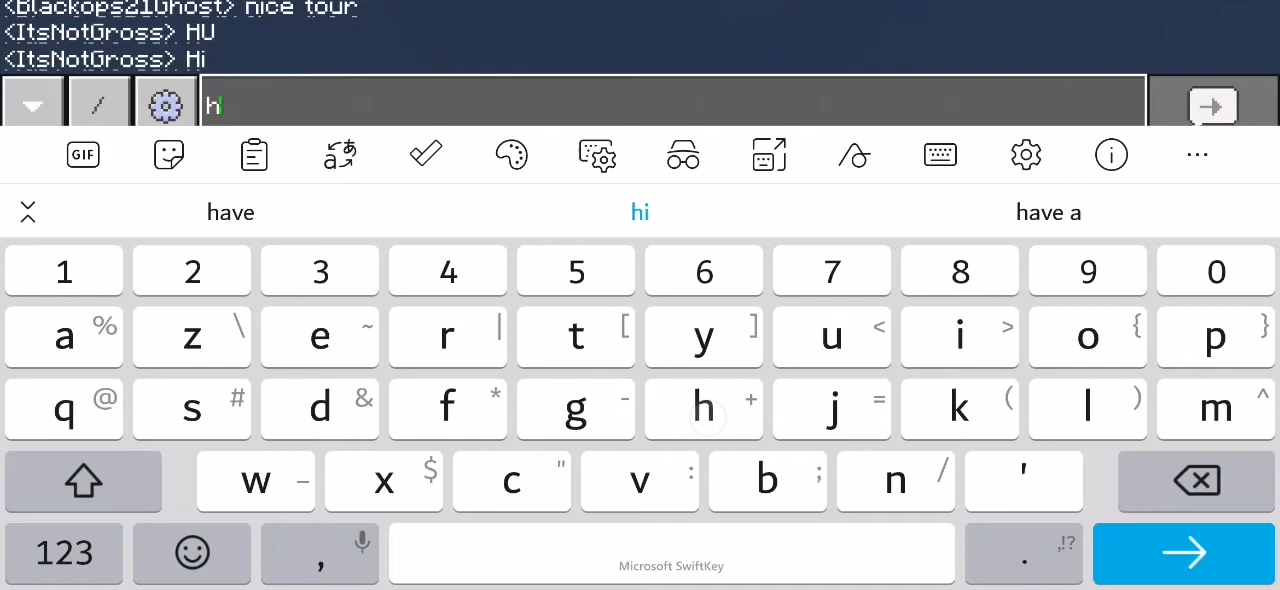 <Blackops21Ghost> nice tour
<ItsNotGross> HU
<ItsNotGross> Hi
/ h
GIF
have hi have a
1 2 3 4 5 6 7 8 9 0
a % z \ e ~ r | t [ y ] u < i > o { p }
q @ s # d & f * g - h + j = k ( l ) m ^
w _ x $ c " v : b ; n / '
123 , Microsoft SwiftKey . ,!?